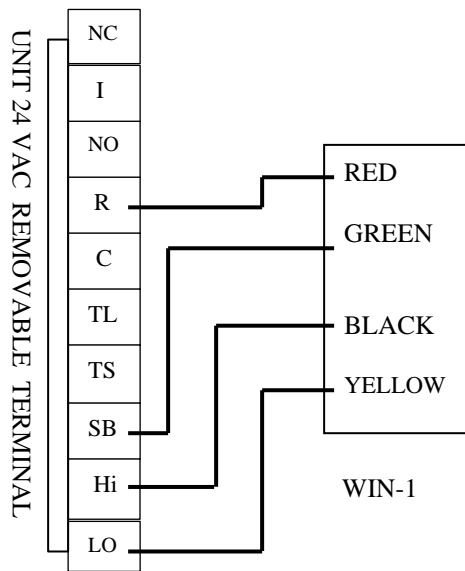 UNIT 24 VAC REMOVABLE TERMINAL
NC
I
NO
R
C
TL
TS
SB
Hi
LO
RED
GREEN
BLACK
YELLOW
WIN-1